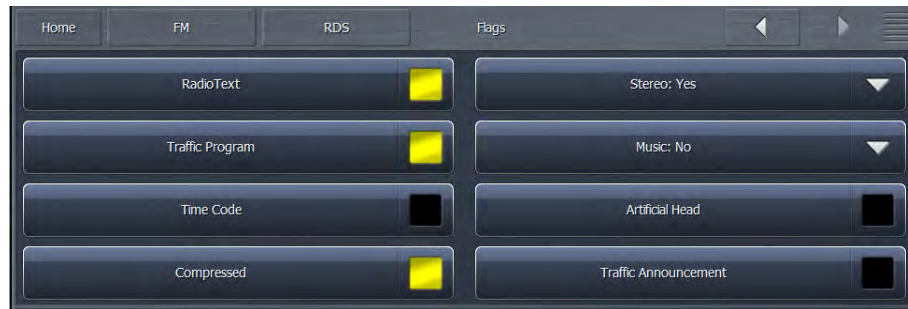 Home FM RDS Flags
RadioText Stereo: Yes
Traffic Program Music: No
Time Code Artificial Head
Compressed Traffic Announcement